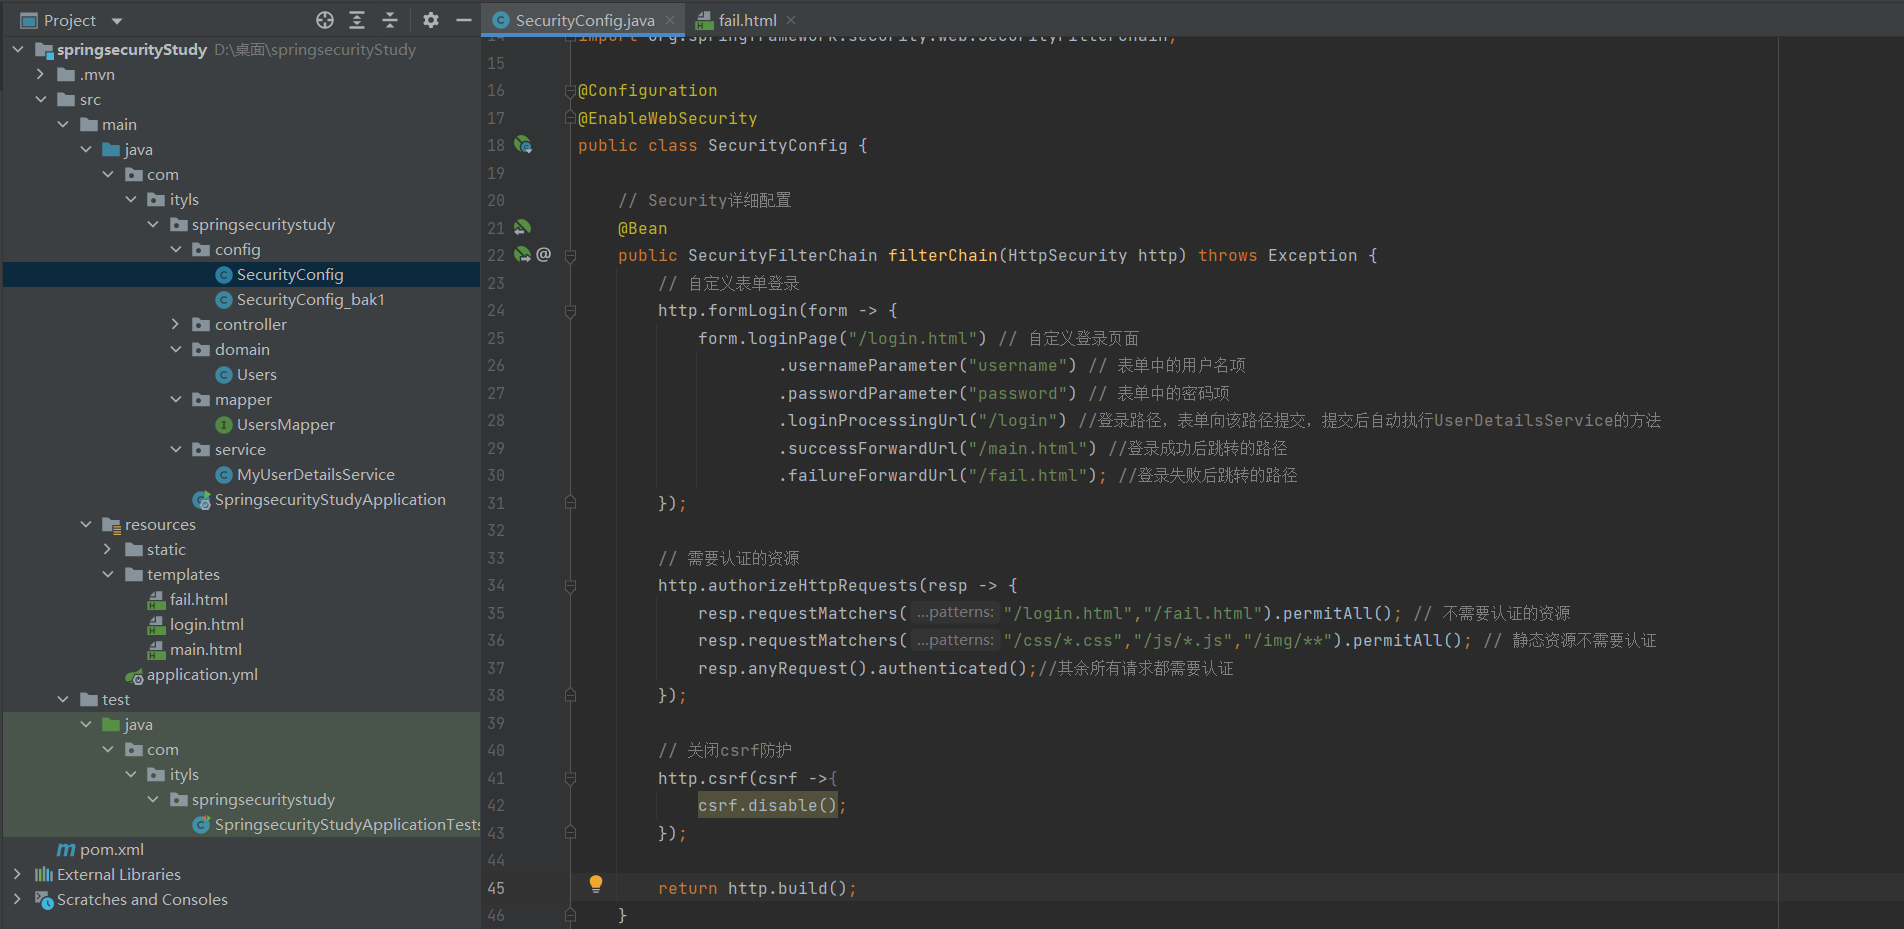 Project
springsecurityStudy D:\桌面\springsecurityStudy
.mvn
src
main
java
com
ityls
springsecuritystudy
config
SecurityConfig
SecurityConfig_bak1
controller
domain
Users
mapper
UsersMapper
service
MyUserDetailsService
SpringsecurityStudyApplication
resources
static
templates
fail.html
login.html
main.html
application.yml
test
java
com
ityls
springsecuritystudy
SpringsecurityStudyApplicationTests
pom.xml
External Libraries
Scratches and Consoles
SecurityConfig.java fail.html
14 import org.springframework.security.web.SecurityFilterChain;
15
16 @Configuration
17 @EnableWebSecurity
18 public class SecurityConfig {
19
20 // Security详细配置
21 @Bean
22 @ public SecurityFilterChain filterChain(HttpSecurity http) throws Exception {
23 // 自定义表单登录
24 http.formLogin(form -> {
25 form.loginPage("/login.html") // 自定义登录页面
26 .usernameParameter("username") // 表单中的用户名项
27 .passwordParameter("password") // 表单中的密码项
28 .loginProcessingUrl("/login") //登录路径，表单向该路径提交，提交后自动执行UserDetailsService的方法
29 .successForwardUrl("/main.html") //登录成功后跳转的路径
30 .failureForwardUrl("/fail.html"); //登录失败后跳转的路径
31 });
32
33 // 需要认证的资源
34 http.authorizeHttpRequests(resp -> {
35 resp.requestMatchers( ...patterns: "/login.html","/fail.html").permitAll(); // 不需要认证的资源
36 resp.requestMatchers( ...patterns: "/css/*.css","/js/*.js","/img/**").permitAll(); // 静态资源不需要认证
37 resp.anyRequest().authenticated();//其余所有请求都需要认证
38 });
39
40 // 关闭csrf防护
41 http.csrf(csrf ->{
42 csrf.disable();
43 });
44
45 return http.build();
46 }